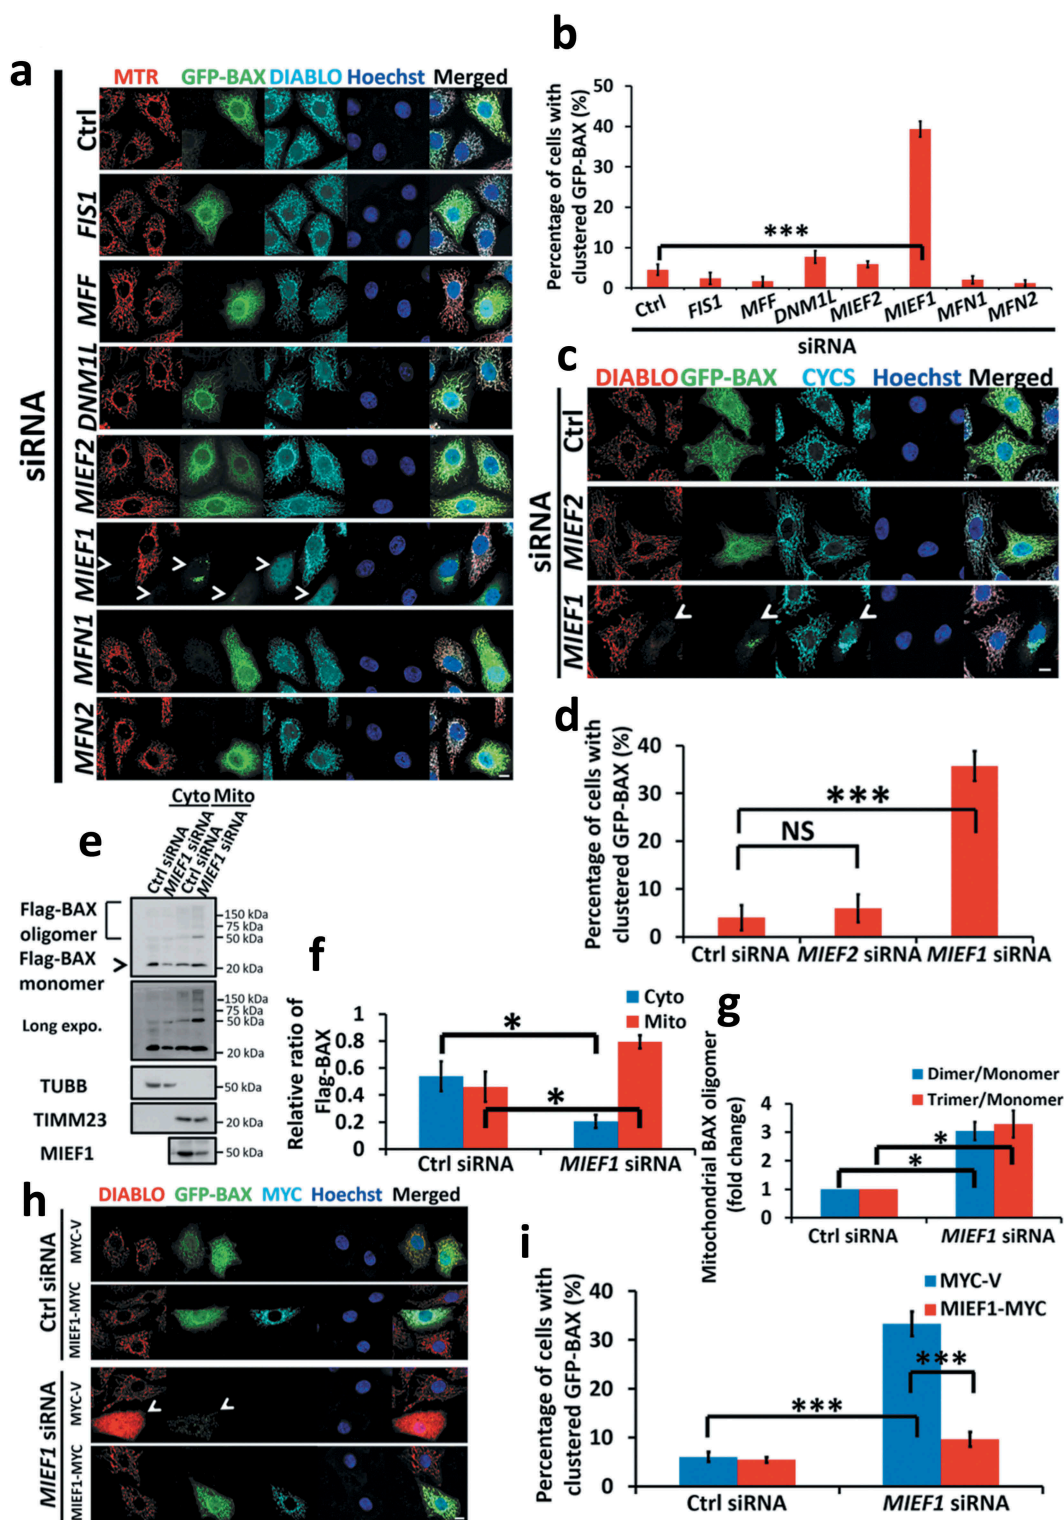 a
MTR GFP-BAX DIABLO Hoechst Merged
siRNA
Ctrl
FIS1
MFF
DNM1L
MIEF2
MIEF1
MFN1
MFN2
b
Percentage of cells with
clustered GFP-BAX (%)
50
40
30
20
10
0
***
Ctrl FIS1 MFF DNM1L MIEF2 MIEF1 MFN1 MFN2
siRNA
c
DIABLO GFP-BAX CYCS Hoechst Merged
siRNA
Ctrl
MIEF2
MIEF1
d
Percentage of cells with
clustered GFP-BAX (%)
40
30
20
10
0
***
NS
Ctrl siRNA MIEF2 siRNA MIEF1 siRNA
e
Cyto Mito
Ctrl siRNA
MIEF1 siRNA
Ctrl siRNA
MIEF1 siRNA
Flag-BAX
oligomer
Flag-BAX
monomer
150 kDa
75 kDa
50 kDa
20 kDa
Long expo.
150 kDa
75 kDa
50 kDa
20 kDa
TUBB 50 kDa
TIMM23 20 kDa
MIEF1 50 kDa
f
Relative ratio of
Flag-BAX
1
0.8
0.6
0.4
0.2
0
Cyto
Mito
*
*
Ctrl siRNA MIEF1 siRNA
g
Mitochondrial BAX oligomer
(fold change)
4
3
2
1
0
Dimer/Monomer
Trimer/Monomer
*
*
Ctrl siRNA MIEF1 siRNA
h
DIABLO GFP-BAX MYC Hoechst Merged
Ctrl siRNA
MYC-V
MIEF1-MYC
MIEF1 siRNA
MYC-V
MIEF1-MYC
i
Percentage of cells with
clustered GFP-BAX (%)
40
30
20
10
0
MYC-V
MIEF1-MYC
***
***
Ctrl siRNA MIEF1 siRNA